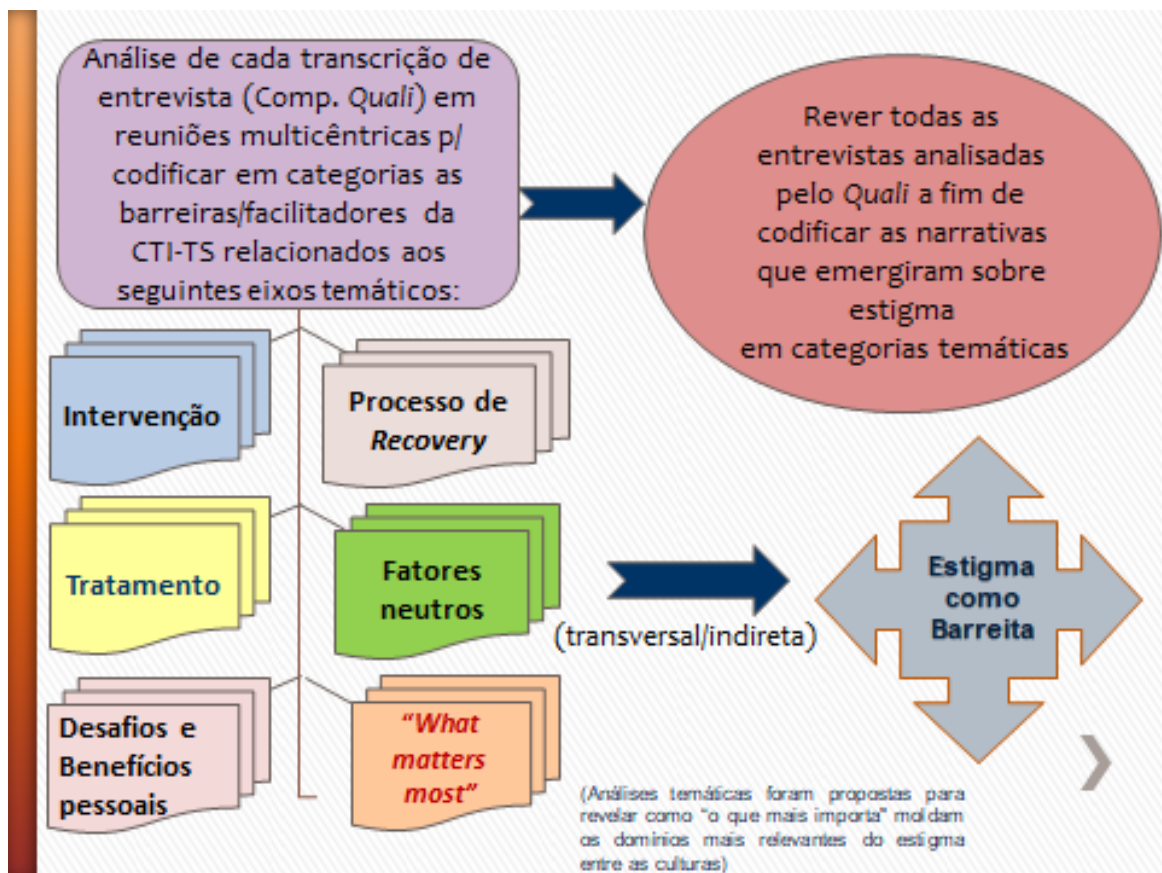 Análise de cada transcrição de
entrevista (Comp. Quali) em
reuniões multicêntricas p/
codificar em categorias as
barreiras/facilitadores da
CTI-TS relacionados aos
seguintes eixos temáticos:
Rever todas as
entrevistas analisadas
pelo Quali a fim de
codificar as narrativas
que emergiram sobre
estigma
em categorias temáticas
Intervenção
Processo de
Recovery
Tratamento
Fatores
neutros
(transversal/indireta)
Estigma
como
Barreita
Desafios e
Benefícios
pessoais
“What
matters
most”
(Análises temáticas foram propostas para
revelar como “o que mais importa” moldam
os domínios mais relevantes do estigma
entre as culturas)